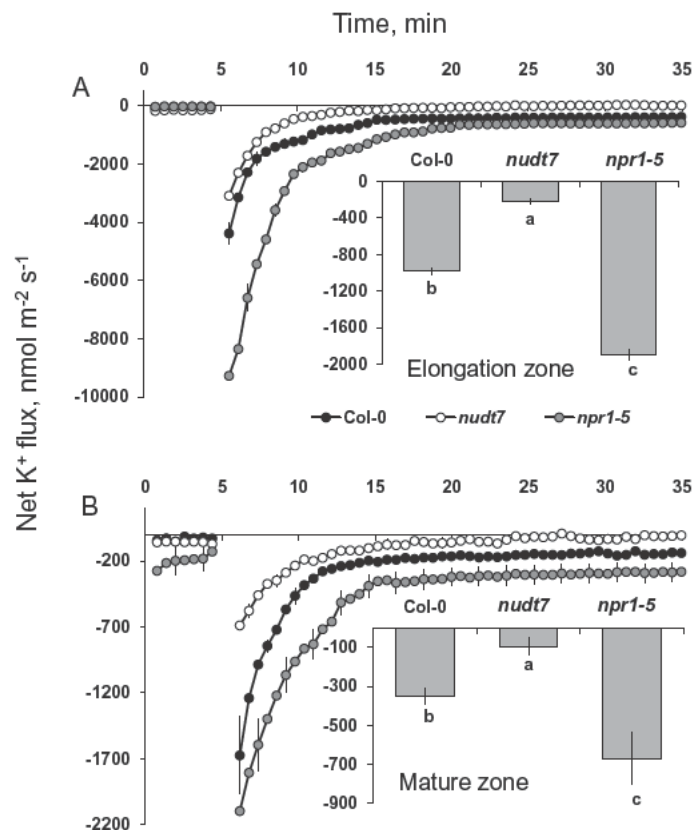 Time, min
A
0 5 10 15 20 25 30 35
0
-2000
-4000
-6000
-8000
-10000
Net K⁺ flux, nmol m⁻² s⁻¹
Col-0 nudt7 npr1-5
0
-400
-800
-1200
-1600
-2000
b
a
c
Elongation zone
Col-0 nudt7 npr1-5
B
0 5 10 15 20 25 30 35
-200
-700
-1200
-1700
-2200
Col-0 nudt7 npr1-5
-100
-300
-500
-700
-900
b
a
c
Mature zone